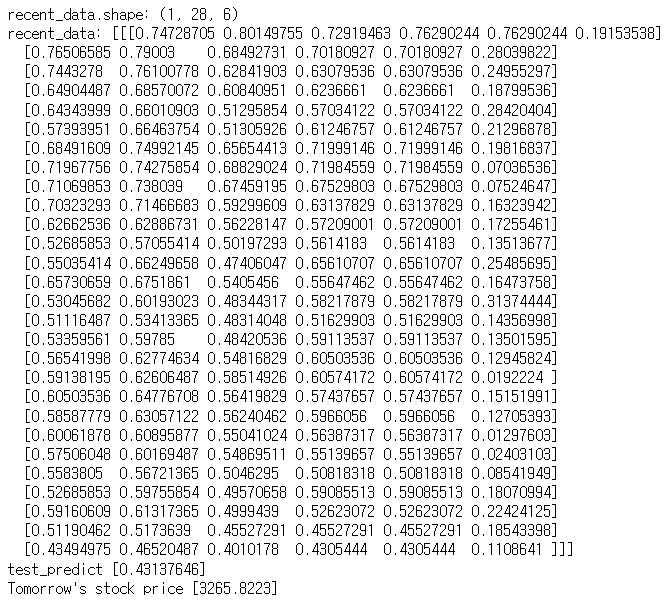 recent_data.shape: (1, 28, 6)
recent_data: [[[0.74728705 0.80149755 0.72919463 0.76290244 0.76290244 0.19153538]
[0.76506585 0.79003 0.68492731 0.70180927 0.70180927 0.28039822]
[0.7443278 0.76100778 0.62841903 0.63079536 0.63079536 0.24955297]
[0.64904487 0.68570072 0.60840951 0.6236661 0.6236661 0.18799536]
[0.64343999 0.66010903 0.51295854 0.57034122 0.57034122 0.28420404]
[0.57393951 0.66463754 0.51305926 0.61246757 0.61246757 0.21296878]
[0.68491609 0.74992145 0.65654413 0.71999146 0.71999146 0.19816837]
[0.71967756 0.74275854 0.68829024 0.71984559 0.71984559 0.07036536]
[0.71069853 0.738039 0.67459195 0.67529803 0.67529803 0.07524647]
[0.70323293 0.71466683 0.59299609 0.63137829 0.63137829 0.16323942]
[0.62662536 0.62886731 0.56228147 0.57209001 0.57209001 0.17255461]
[0.52685853 0.57055414 0.50197293 0.5614183 0.5614183 0.13513677]
[0.55035414 0.66249658 0.47406047 0.65610707 0.65610707 0.25485695]
[0.65730659 0.6751861 0.5405456 0.55647462 0.55647462 0.16473758]
[0.53045682 0.60193023 0.48344317 0.58217879 0.58217879 0.31374444]
[0.51116487 0.53413365 0.48314048 0.51629903 0.51629903 0.14356998]
[0.53359561 0.59785 0.48420536 0.59113537 0.59113537 0.13501595]
[0.56541998 0.62774634 0.54816829 0.60503536 0.60503536 0.12945824]
[0.59138195 0.62606487 0.58514926 0.60574172 0.60574172 0.0192224 ]
[0.60503536 0.64776708 0.56419829 0.57437657 0.57437657 0.15151991]
[0.58587779 0.63057122 0.56240462 0.5966056 0.5966056 0.12705393]
[0.60061878 0.60895877 0.55041024 0.56387317 0.56387317 0.01297603]
[0.57506048 0.60169487 0.54869511 0.55139657 0.55139657 0.02403103]
[0.5583805 0.56721365 0.5046295 0.50818318 0.50818318 0.08541949]
[0.52685853 0.59755854 0.49570658 0.59085513 0.59085513 0.18070994]
[0.59160609 0.61317365 0.4999439 0.52623072 0.52623072 0.22424125]
[0.51190462 0.5173639 0.45527291 0.45527291 0.45527291 0.18543398]
[0.43494975 0.46520487 0.4010178 0.4305444 0.4305444 0.1108641 ]]]
test_predict [0.43137646]
Tomorrow's stock price [3265.8223]